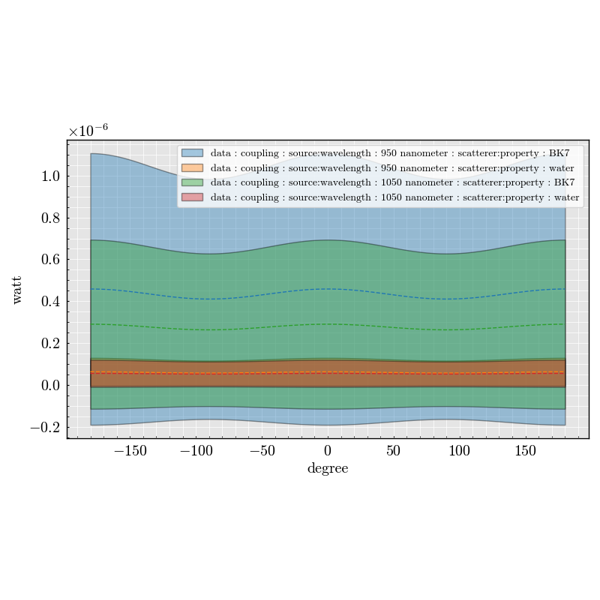 ×10⁻⁶
data : coupling : source:wavelength : 950 nanometer : scatterer:property : BK7
data : coupling : source:wavelength : 950 nanometer : scatterer:property : water
data : coupling : source:wavelength : 1050 nanometer : scatterer:property : BK7
data : coupling : source:wavelength : 1050 nanometer : scatterer:property : water
1.0
0.8
0.6
0.4
0.2
0.0
−0.2
watt
−150 −100 −50 0 50 100 150
degree